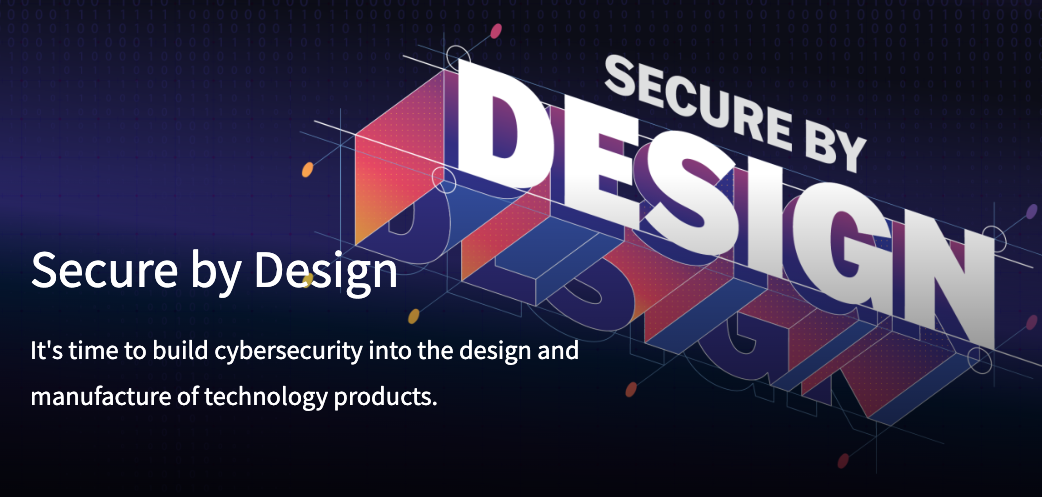 SECURE BY
DESIGN
Secure by Design
It's time to build cybersecurity into the design and
manufacture of technology products.